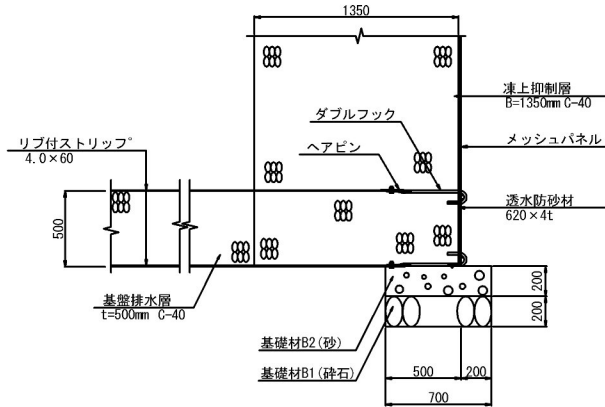 1350
凍上抑制層
B=1350mm C-40
ダブルフック
ヘアピン
メッシュパネル
リブ付ストリップ
4.0×60
透水防砂材
620×4t
500
基盤排水層
t=500mm C-40
200
200
基礎材B2(砂)
基礎材B1(砕石)
500
200
700